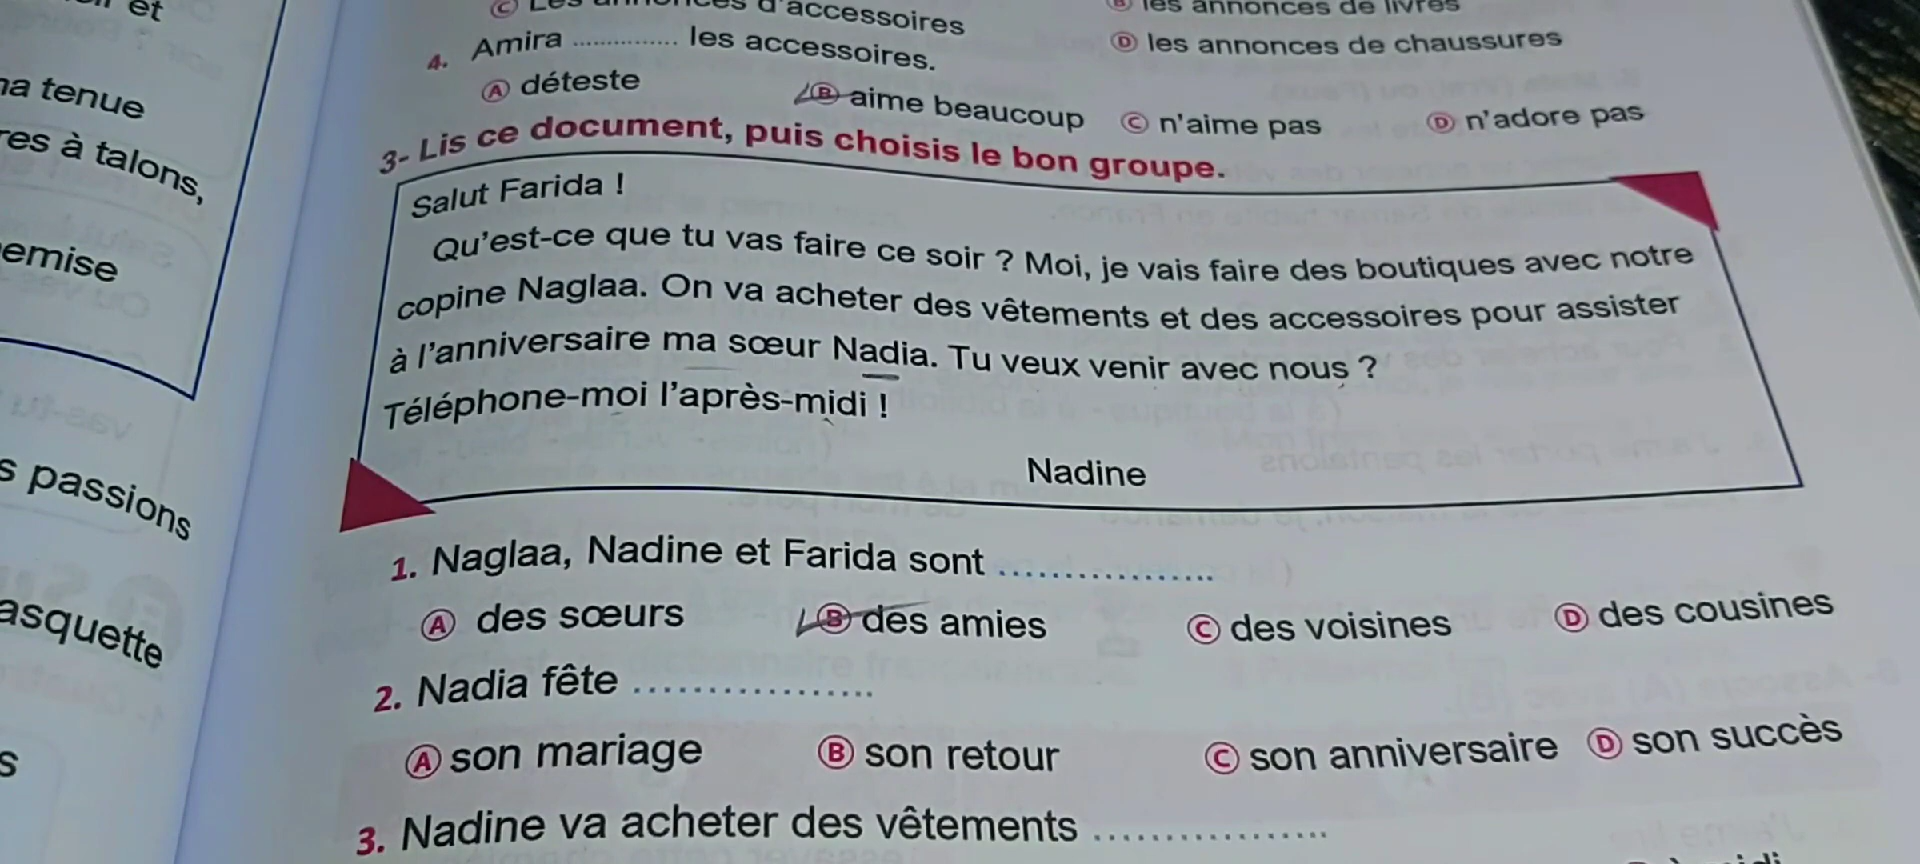 et
tenue
à talons,
passions
d'accessoires
les annonces de livres
4. Amira ............... les accessoires.
D les annonces de chaussures
A déteste
B aime beaucoup
C n'aime pas
D n'adore pas
3- Lis ce document, puis choisis le bon groupe.
Salut Farida !
Qu'est-ce que tu vas faire ce soir ? Moi, je vais faire des boutiques avec notre
copine Naglaa. On va acheter des vêtements et des accessoires pour assister
à l'anniversaire ma sœur Nadia. Tu veux venir avec nous ?
Téléphone-moi l'après-midi !
Nadine
1. Naglaa, Nadine et Farida sont .................
A des sœurs
B des amies
C des voisines
D des cousines
2. Nadia fête .................
A son mariage
B son retour
C son anniversaire
D son succès
3. Nadine va acheter des vêtements .................